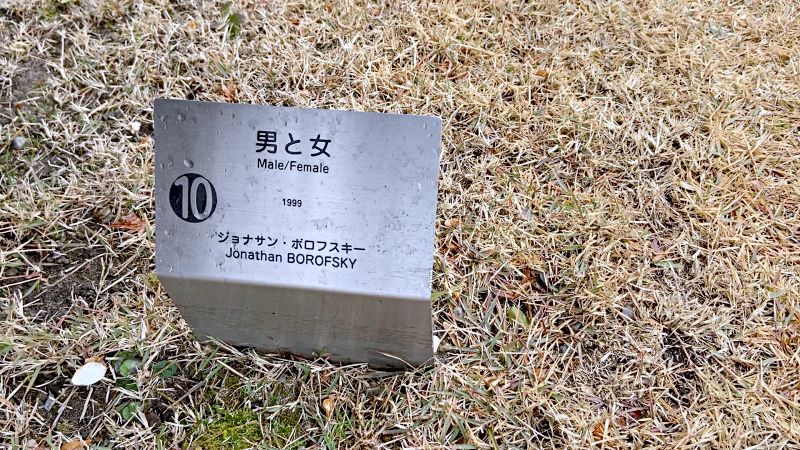 男と女
Male/Female
10
1999
ジョナサン・ボロフスキー
Jonathan BOROFSKY